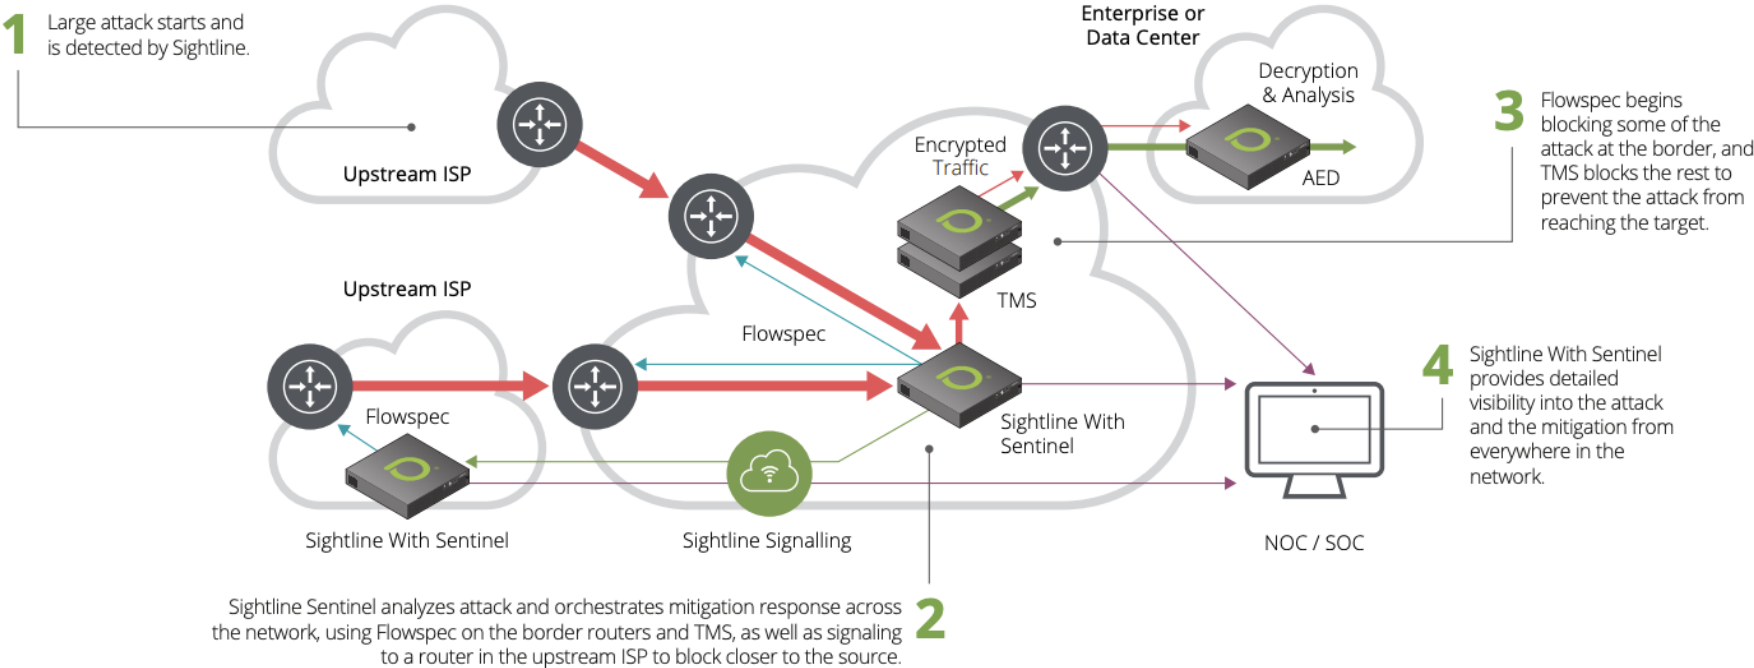 1
Large attack starts and
is detected by Sightline.
Upstream ISP
Enterprise or
Data Center
Decryption
& Analysis
AED
Encrypted
Traffic
TMS
3
Flowspec begins
blocking some of the
attack at the border, and
TMS blocks the rest to
prevent the attack from
reaching the target.
Upstream ISP
Flowspec
Flowspec
Sightline With
Sentinel
Sightline With Sentinel
Sightline Signalling
NOC / SOC
4
Sightline With Sentinel
provides detailed
visibility into the attack
and the mitigation from
everywhere in the
network.
2
Sightline Sentinel analyzes attack and orchestrates mitigation response across
the network, using Flowspec on the border routers and TMS, as well as signaling
to a router in the upstream ISP to block closer to the source.